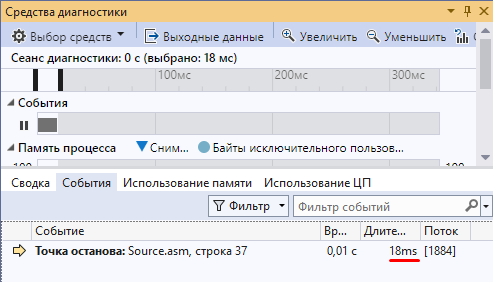 Средства диагностики
Выбор средств Выходные данные Увеличить Уменьшить
Сеанс диагностики: 0 с (выбрано: 18 мс)
100мс 200мс 300мс
События
Память процесса Сним... Байты исключительного пользов...
100 100
Сводка События Использование памяти Использование ЦП
Фильтр Фильтр событий
Событие Вр... Длите... Поток
Точка останова: Source.asm, строка 37 0,01 с 18ms [1884]